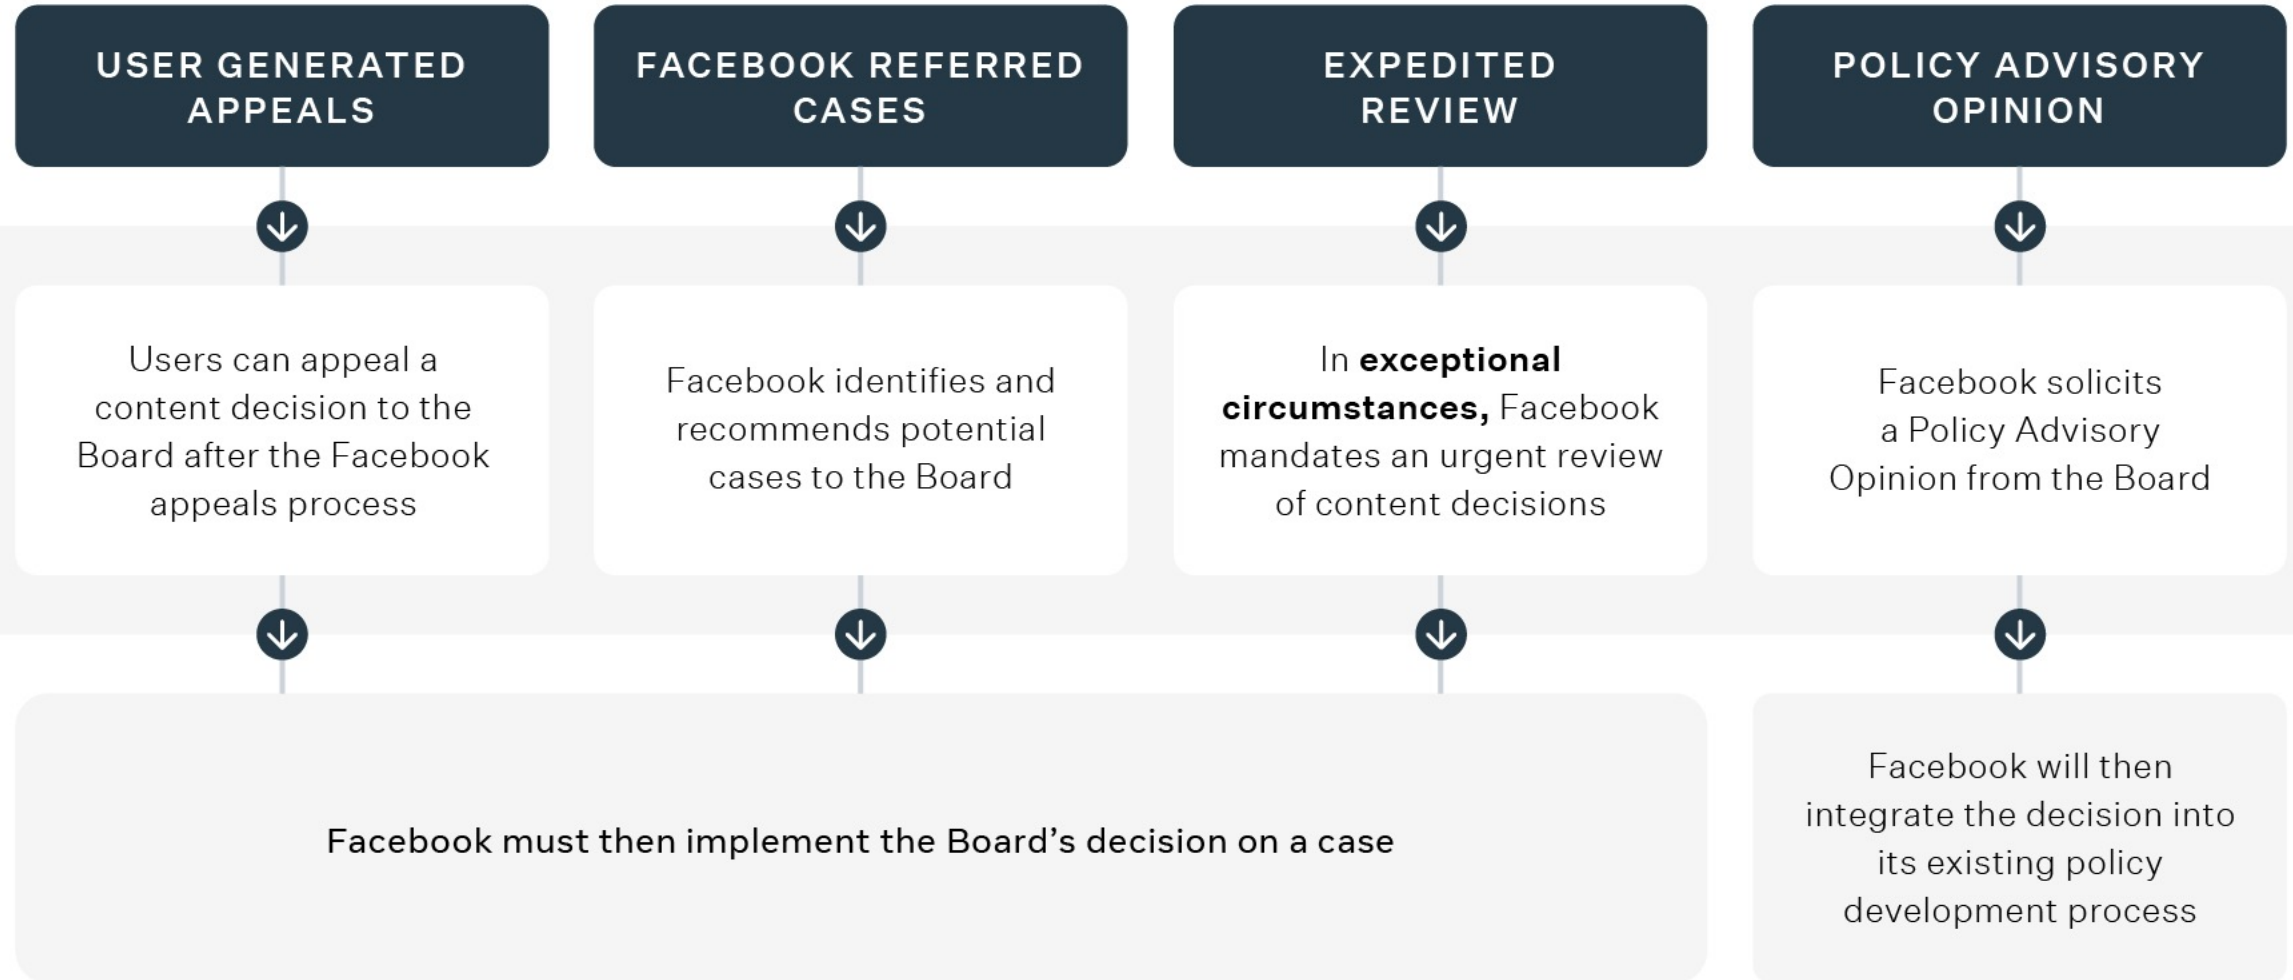 USER GENERATED
APPEALS
FACEBOOK REFERRED
CASES
EXPEDITED
REVIEW
POLICY ADVISORY
OPINION
Users can appeal a
content decision to the
Board after the Facebook
appeals process
Facebook identifies and
recommends potential
cases to the Board
In exceptional
circumstances, Facebook
mandates an urgent review
of content decisions
Facebook solicits
a Policy Advisory
Opinion from the Board
Facebook must then implement the Board’s decision on a case
Facebook will then
integrate the decision into
its existing policy
development process